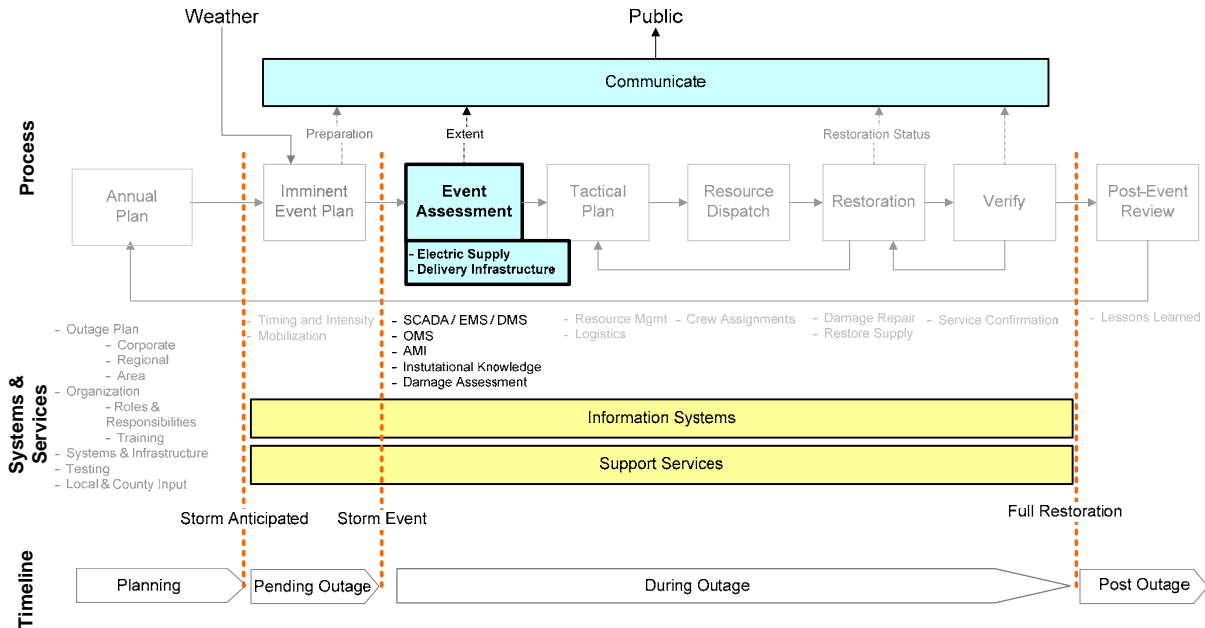 Weather
Public
Communicate
Process
Preparation
Extent
Restoration Status
Annual
Plan
Imminent
Event Plan
Event
Assessment
- Electric Supply
- Delivery Infrastructure
Tactical
Plan
Resource
Dispatch
Restoration
Verify
Post-Event
Review
Systems &
Services
- Outage Plan
- Corporate
- Regional
- Area
- Organization
- Roles &
Responsibilities
- Training
- Systems & Infrastructure
- Testing
- Local & County Input
- Timing and Intensity
- Mobilization
- SCADA / EMS / DMS
- OMS
- AMI
- Instutational Knowledge
- Damage Assessment
- Resource Mgmt
- Logistics
- Crew Assignments
- Damage Repair
- Restore Supply
- Service Confirmation
- Lessons Learned
Information Systems
Support Services
Storm Anticipated
Storm Event
Full Restoration
Timeline
Planning
Pending Outage
During Outage
Post Outage